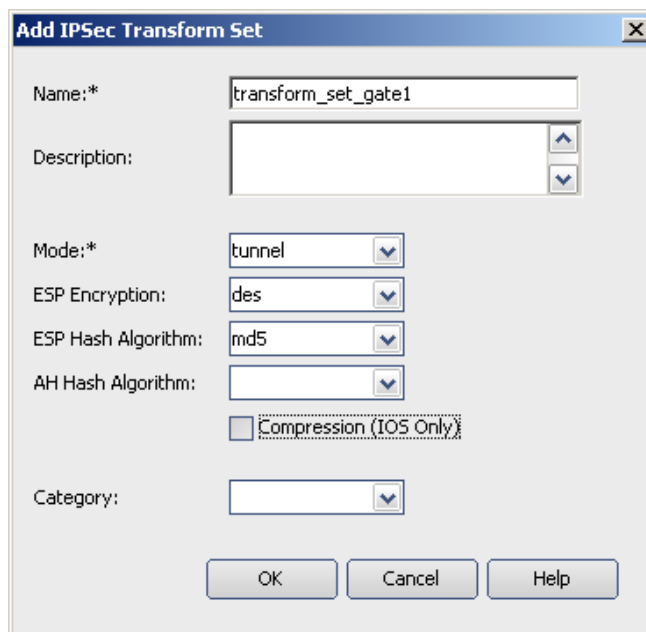 Add IPSec Transform Set
Name:* transform_set_gate1
Description:
Mode:* tunnel
ESP Encryption: des
ESP Hash Algorithm: md5
AH Hash Algorithm:
Compression (IOS Only)
Category:
OK Cancel Help